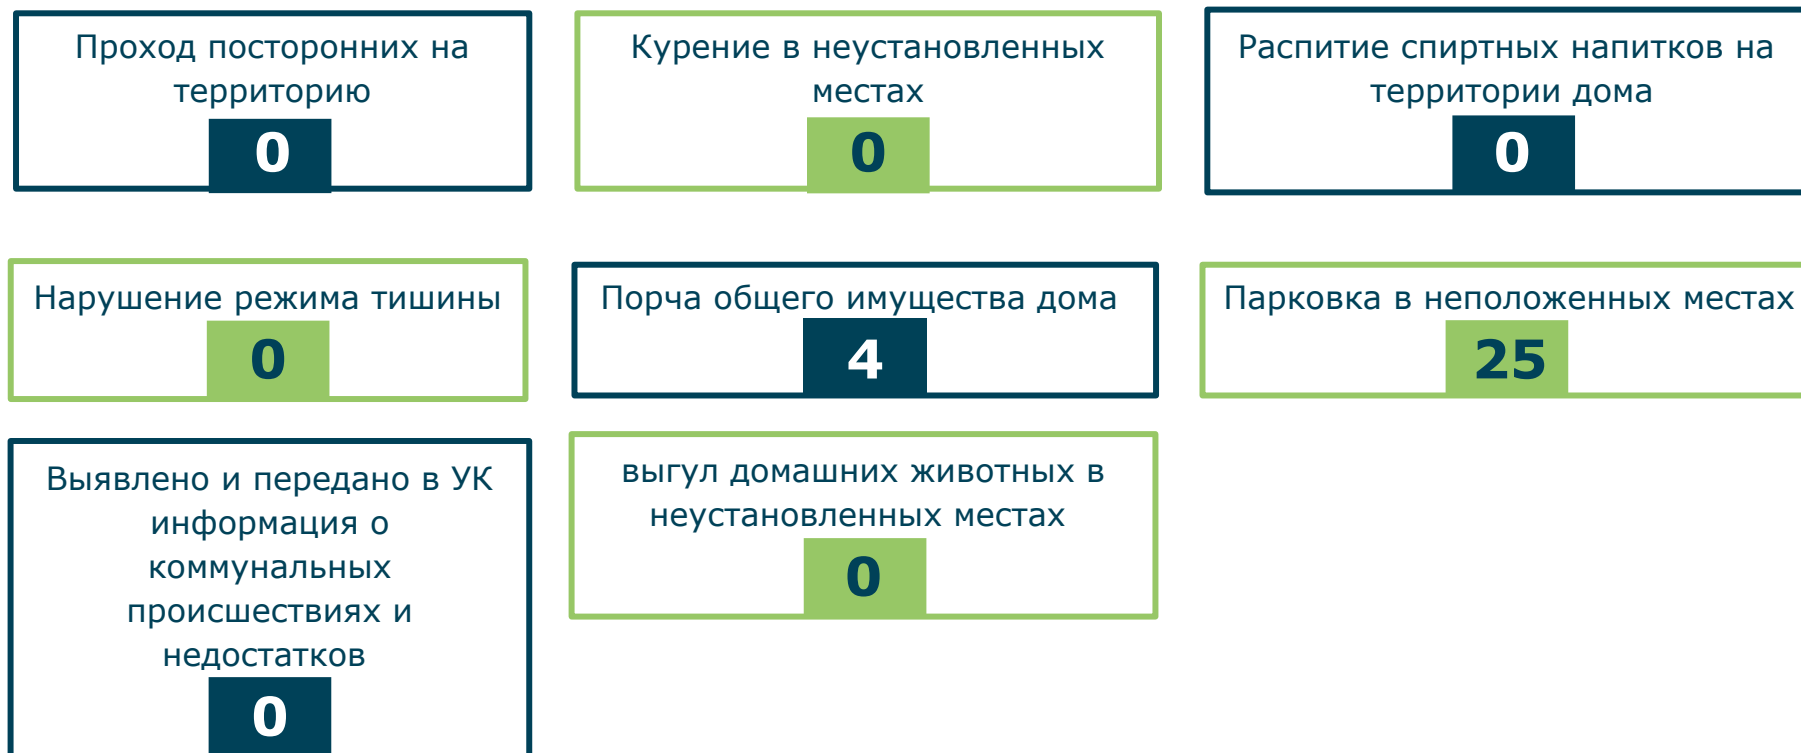 Проход посторонних на
территорию
0
Курение в неустановленных
местах
0
Распитие спиртных напитков на
территории дома
0
Нарушение режима тишины
0
Порча общего имущества дома
4
Парковка в неположенных местах
25
Выявлено и передано в УК
информация о
коммунальных
происшествиях и
недостатков
0
выгул домашних животных в
неустановленных местах
0